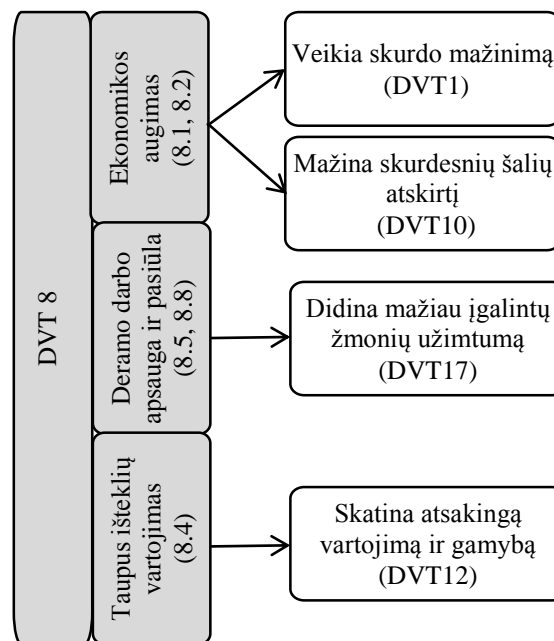 DVT 8
Ekonomikos
augimas
(8.1, 8.2)
Veikia skurdo mažinimą
(DVT1)
Mažina skurdesnių šalių
atskirtį
(DVT10)
Deramo darbo
apsauga ir pasiūla
(8.5, 8.8)
Didina mažiau įgalintų
žmonių užimtumą
(DVT17)
Taupus išteklių
vartojimas
(8.4)
Skatina atsakingą
vartojimą ir gamybą
(DVT12)